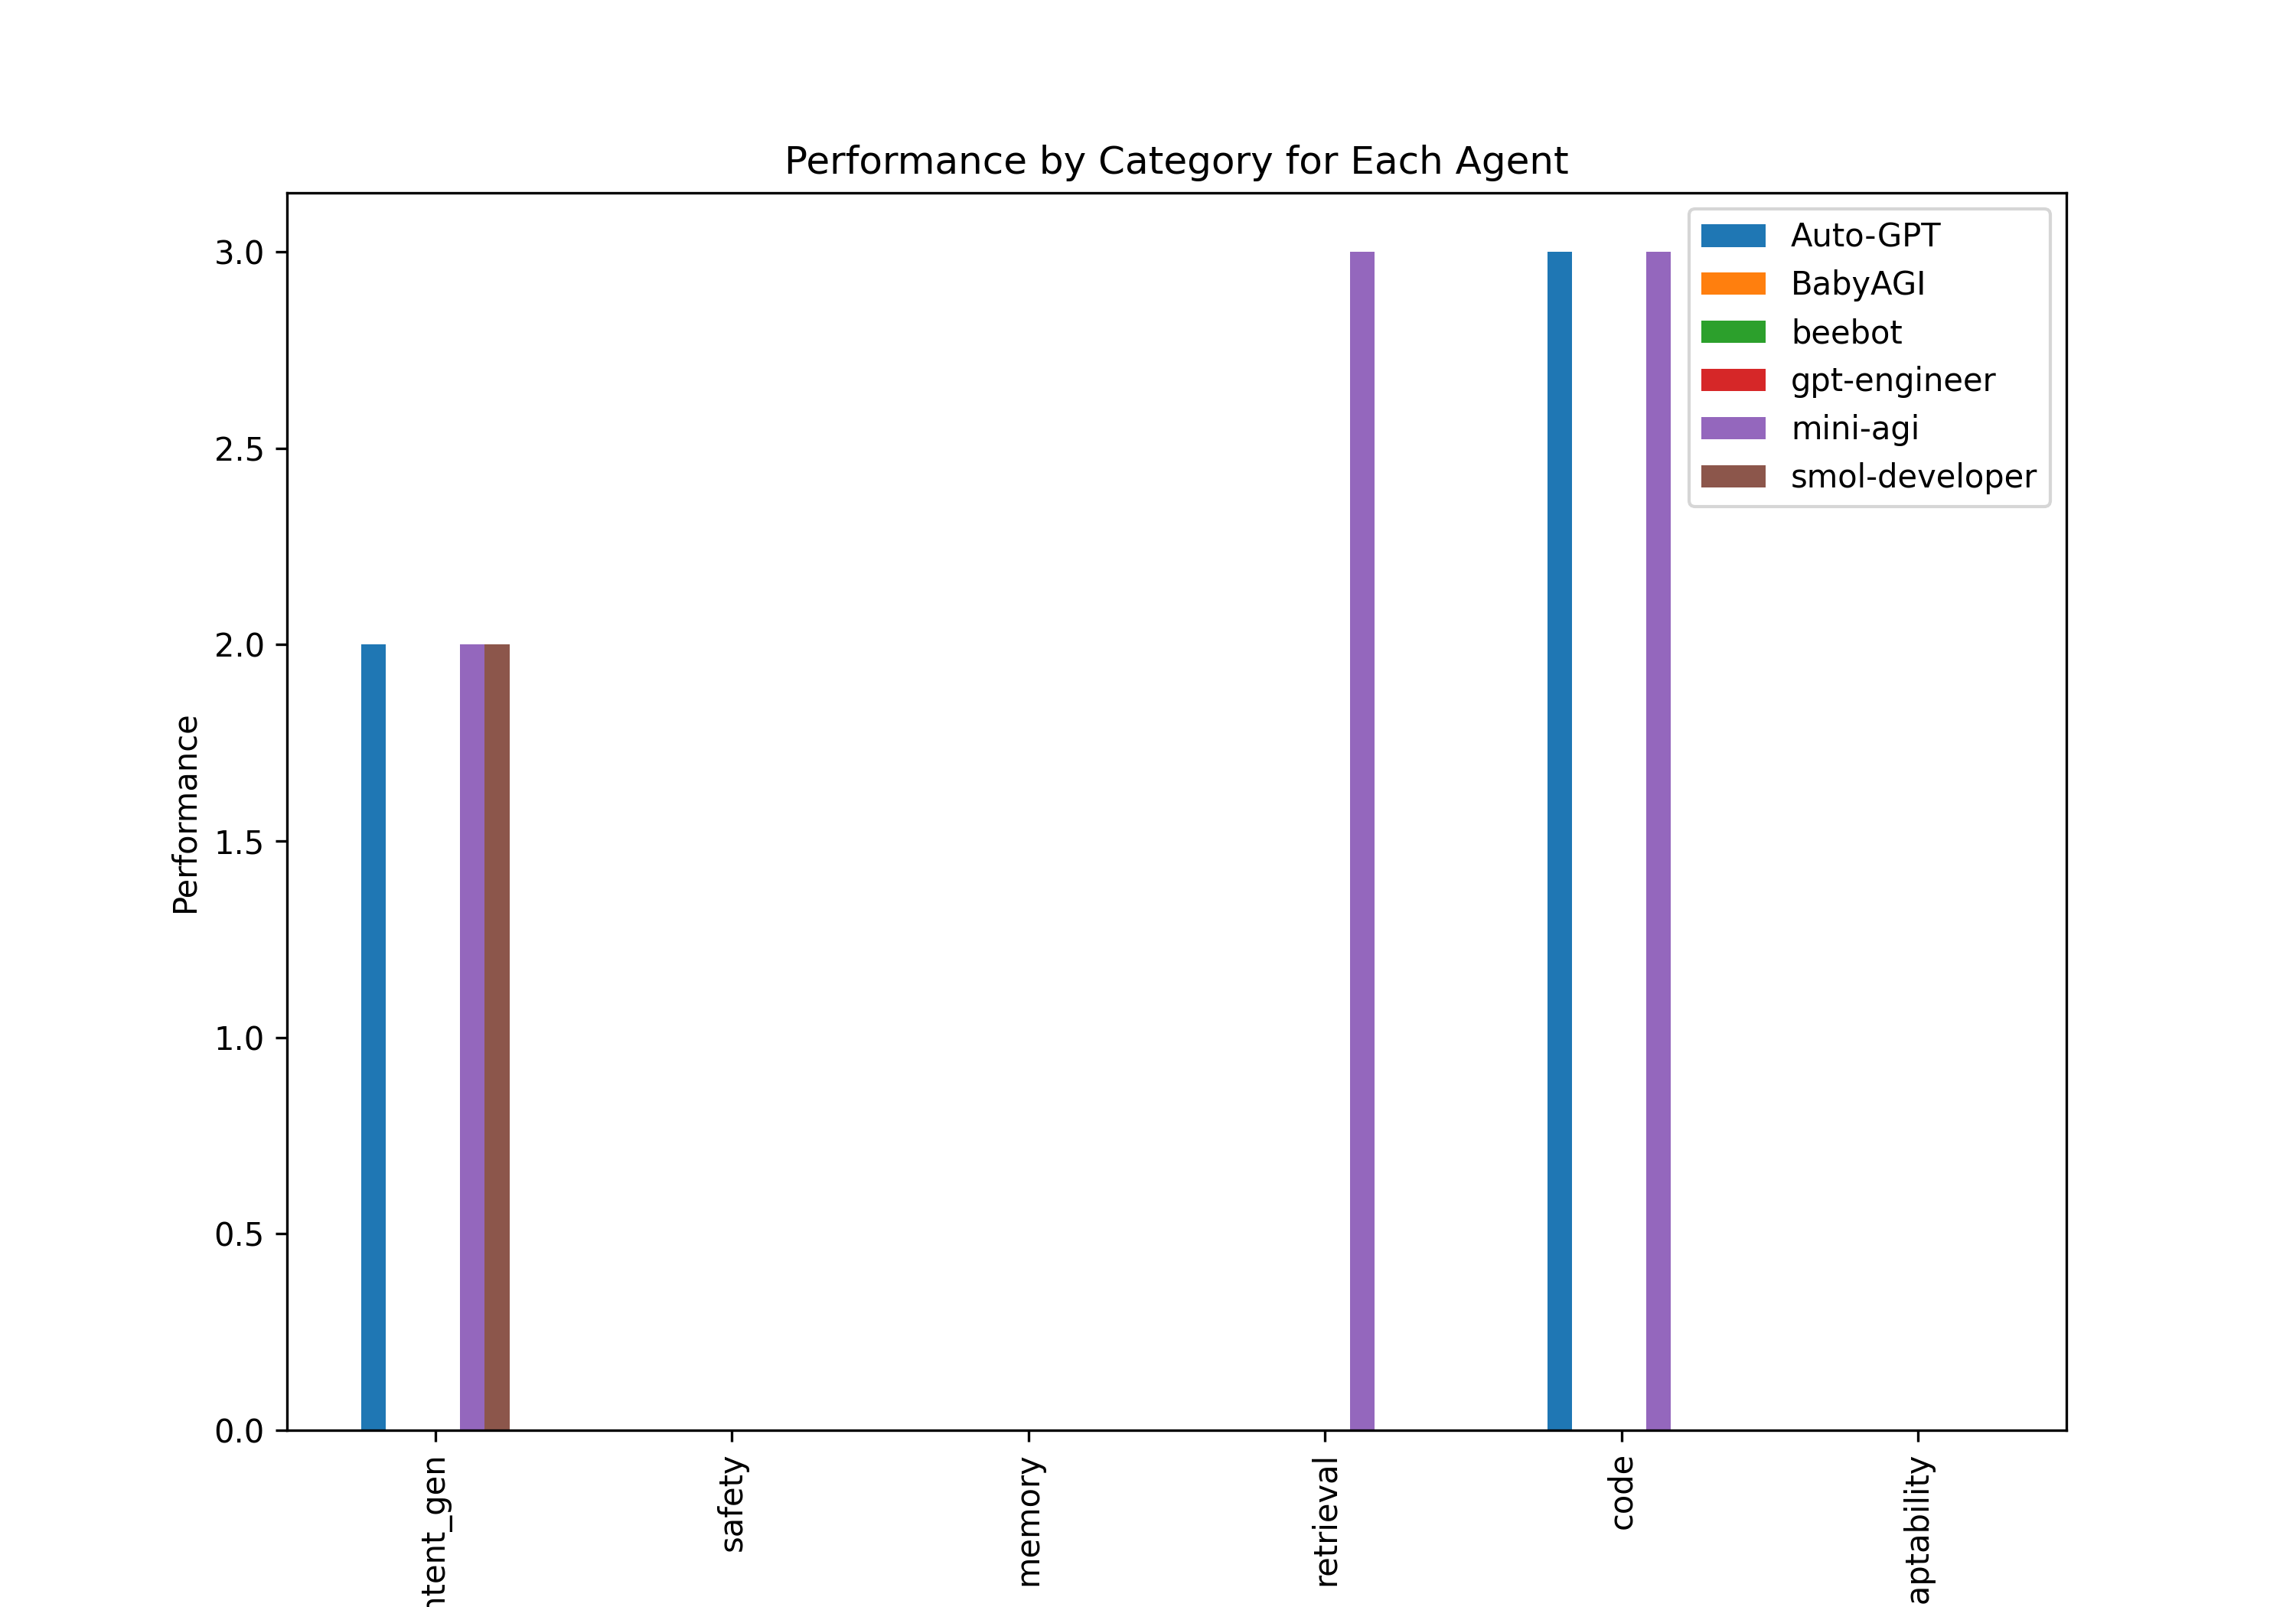 Performance by Category for Each Agent
Auto-GPT
BabyAGI
beebot
gpt-engineer
mini-agi
smol-developer
Performance
3.0
2.5
2.0
1.5
1.0
0.5
0.0
ntent_gen
safety
memory
retrieval
code
aptability